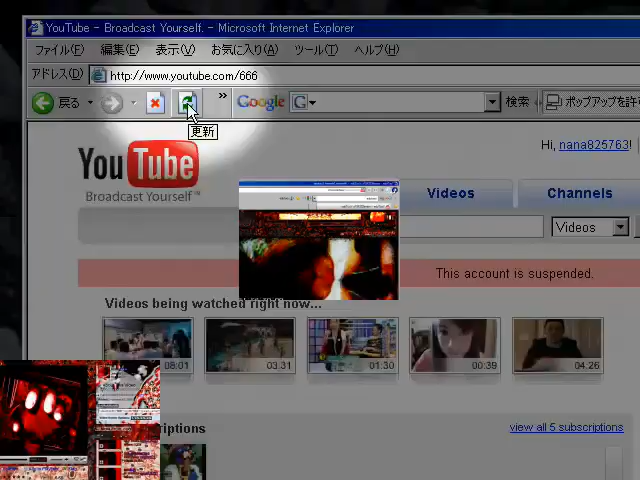 YouTube - Broadcast Yourself. - Microsoft Internet Explorer
ファイル(F) 編集(E) 表示(V) お気に入り(A) ツール(T) ヘルプ(H)
アドレス(D) http://www.youtube.com/666
戻る Google G 検索 ポップアップを許
更新
Hi, nana825763!
YouTube
Broadcast Yourself™
Videos Channels
Videos
This account is suspended.
Videos being watched right now...
08:01 03:31 01:30 00:39 04:26
riptions view all 5 subscriptions